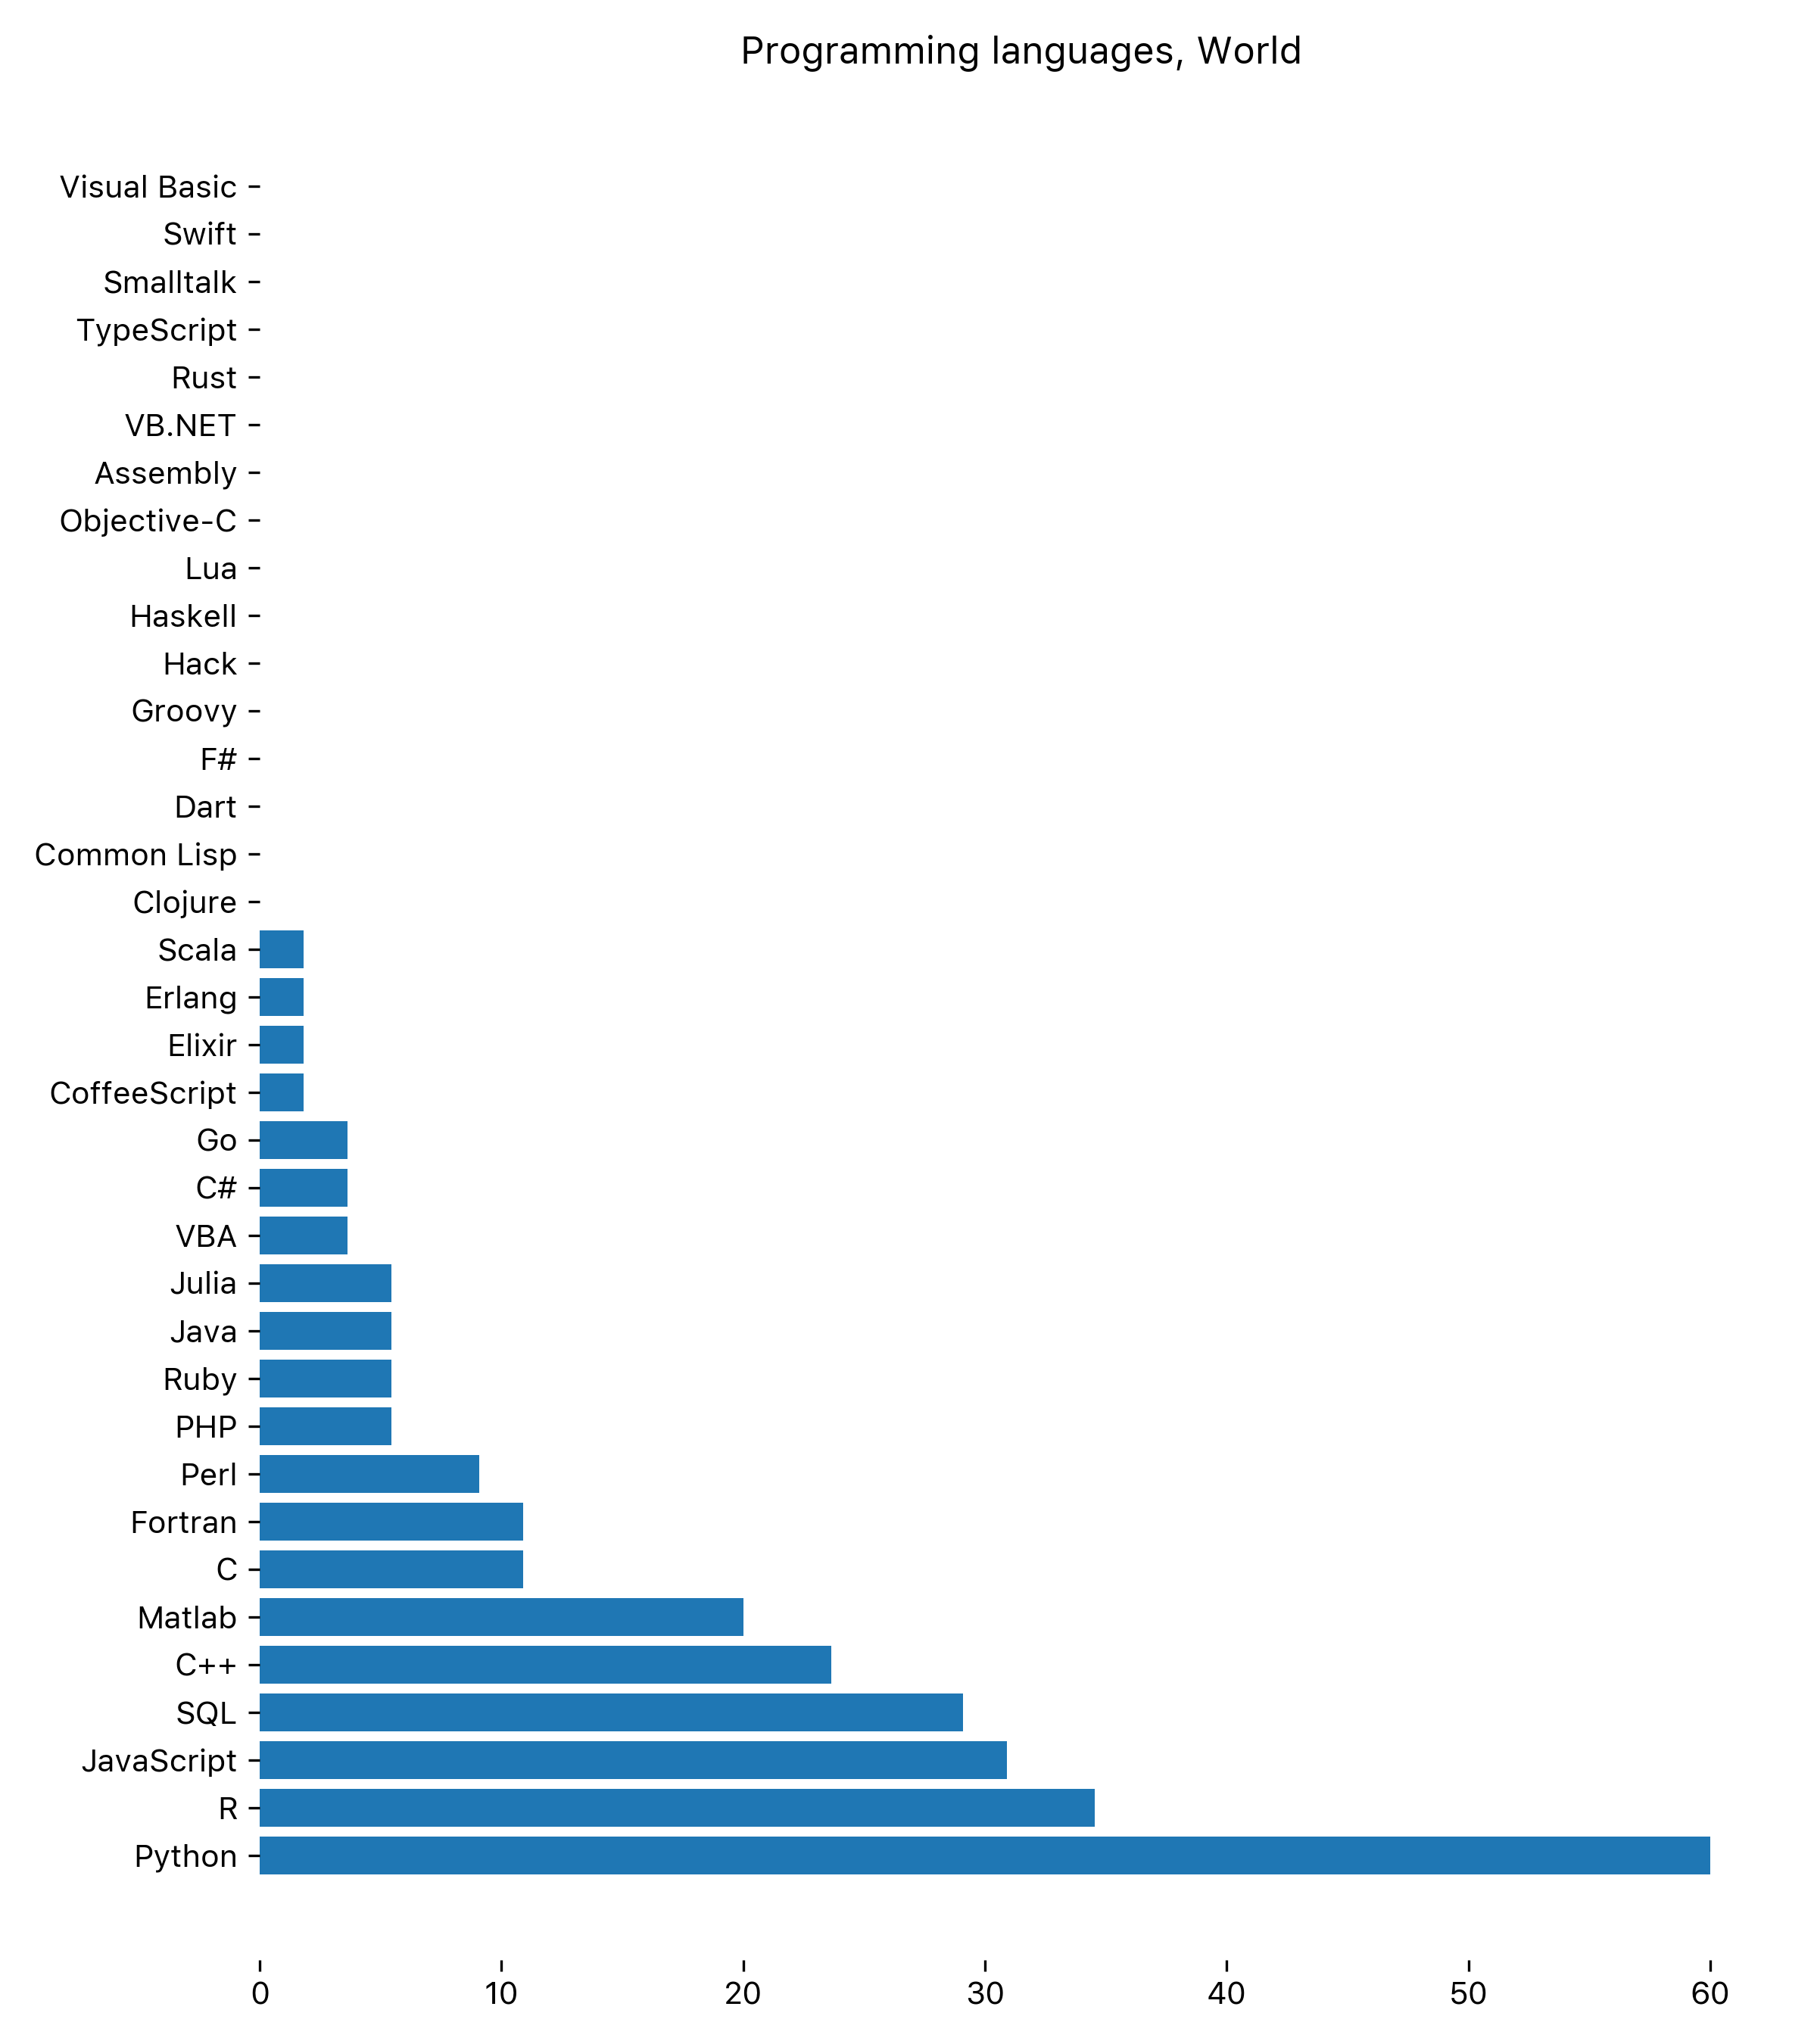 Programming languages, World
Visual Basic
Swift
Smalltalk
TypeScript
Rust
VB.NET
Assembly
Objective-C
Lua
Haskell
Hack
Groovy
F#
Dart
Common Lisp
Clojure
Scala
Erlang
Elixir
CoffeeScript
Go
C#
VBA
Julia
Java
Ruby
PHP
Perl
Fortran
C
Matlab
C++
SQL
JavaScript
R
Python
0 10 20 30 40 50 60